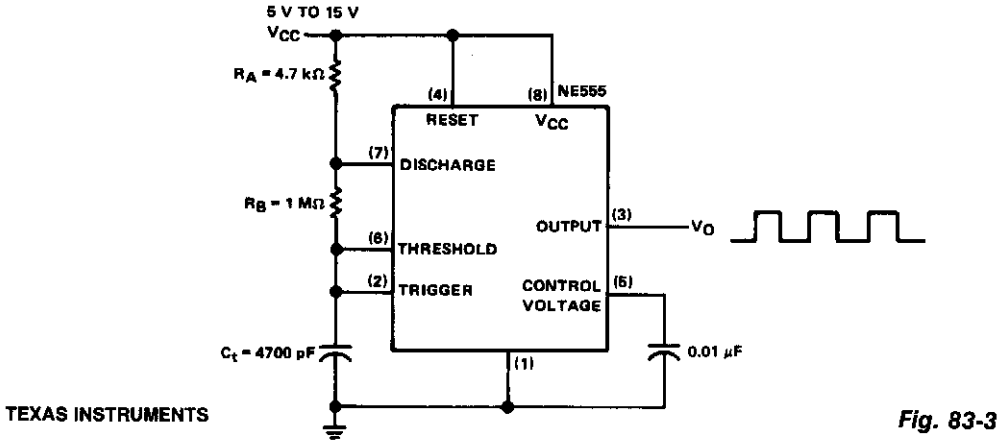 5 V TO 15 V
VCC
RA = 4.7 kΩ
(4)
(8)
NE555
RESET
VCC
(7)
DISCHARGE
RB = 1 MΩ
(3)
OUTPUT
VO
(6)
THRESHOLD
(2)
TRIGGER
CONTROL
VOLTAGE
(5)
Ct = 4700 pF
(1)
0.01 μF
TEXAS INSTRUMENTS
Fig. 83-3